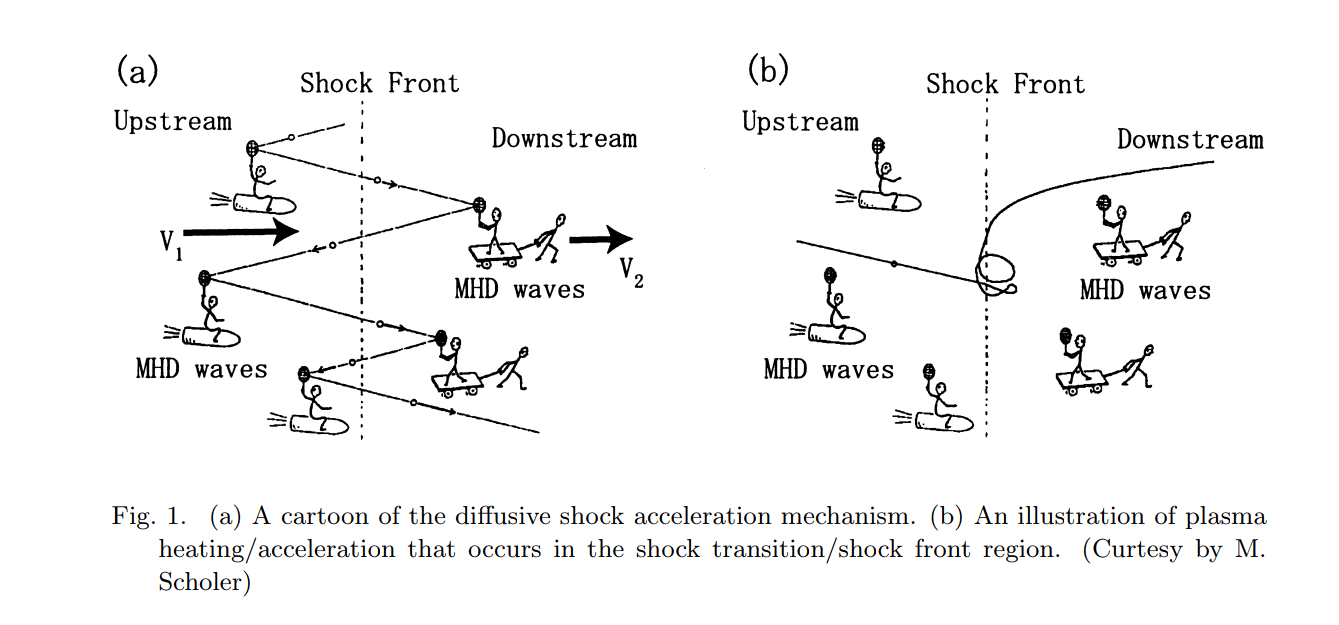 (a)
Shock Front
Upstream
Downstream
V1
V2
MHD waves
MHD waves
(b)
Shock Front
Upstream
Downstream
MHD waves
MHD waves
Fig. 1. (a) A cartoon of the diffusive shock acceleration mechanism. (b) An illustration of plasma
heating/acceleration that occurs in the shock transition/shock front region. (Curtesy by M.
Scholer)